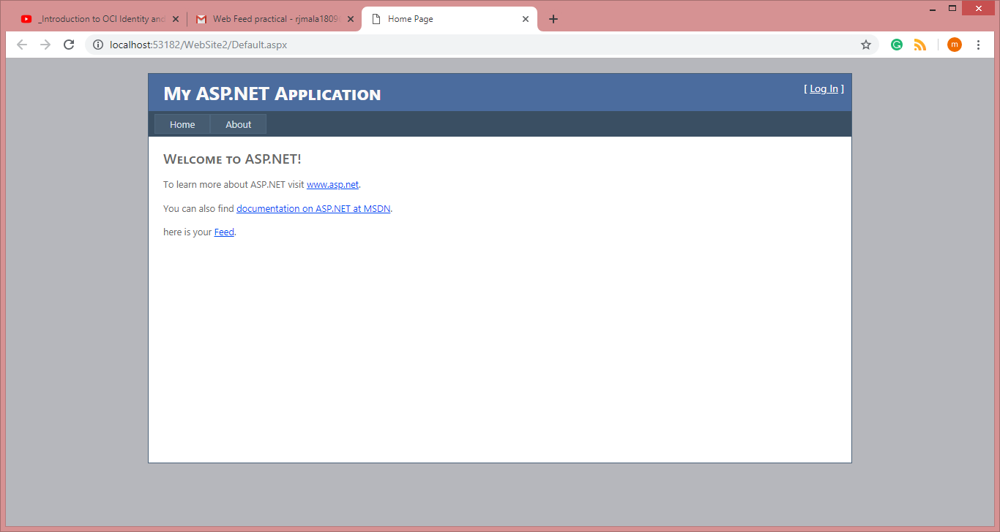 _Introduction to OCI Identity and
Web Feed practical - rjmala1809
Home Page
localhost:53182/WebSite2/Default.aspx
m
My ASP.NET Application
[ Log In ]
Home
About
Welcome to ASP.NET!
To learn more about ASP.NET visit www.asp.net.
You can also find documentation on ASP.NET at MSDN.
here is your Feed.